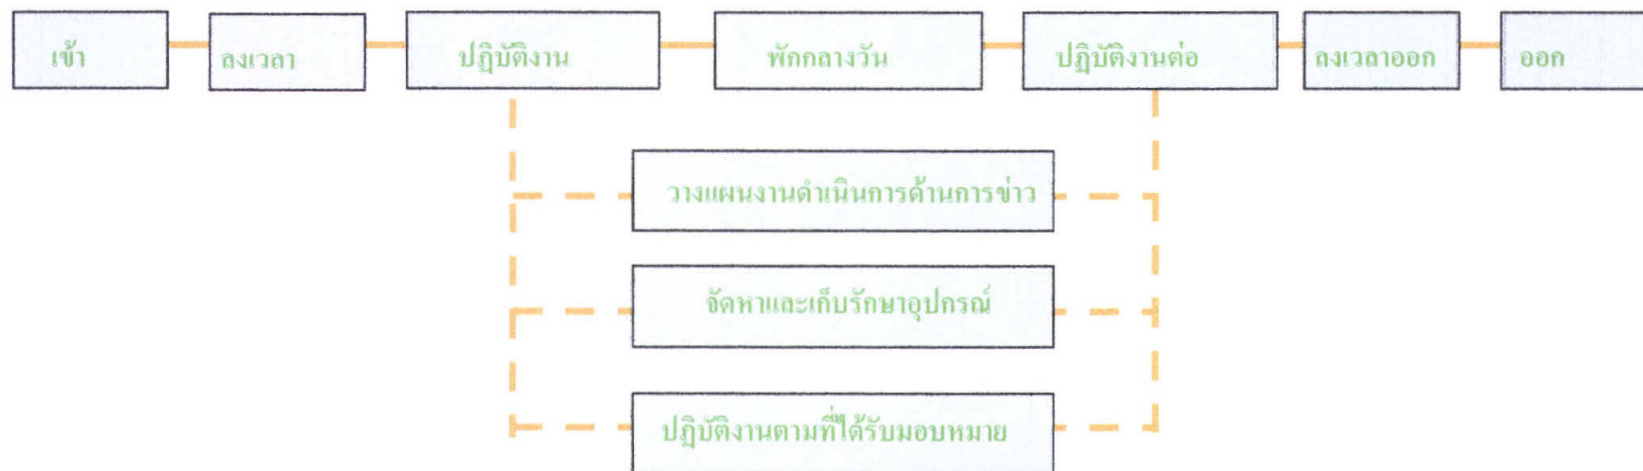 เข้า
ลงเวลา
ปฏิบัติงาน
พักกลางวัน
ปฏิบัติงานต่อ
ลงเวลาออก
ออก
วางแผนงานดำเนินการด้านการข่าว
จัดหาและเก็บรักษาอุปกรณ์
ปฏิบัติงานตามที่ได้รับมอบหมาย